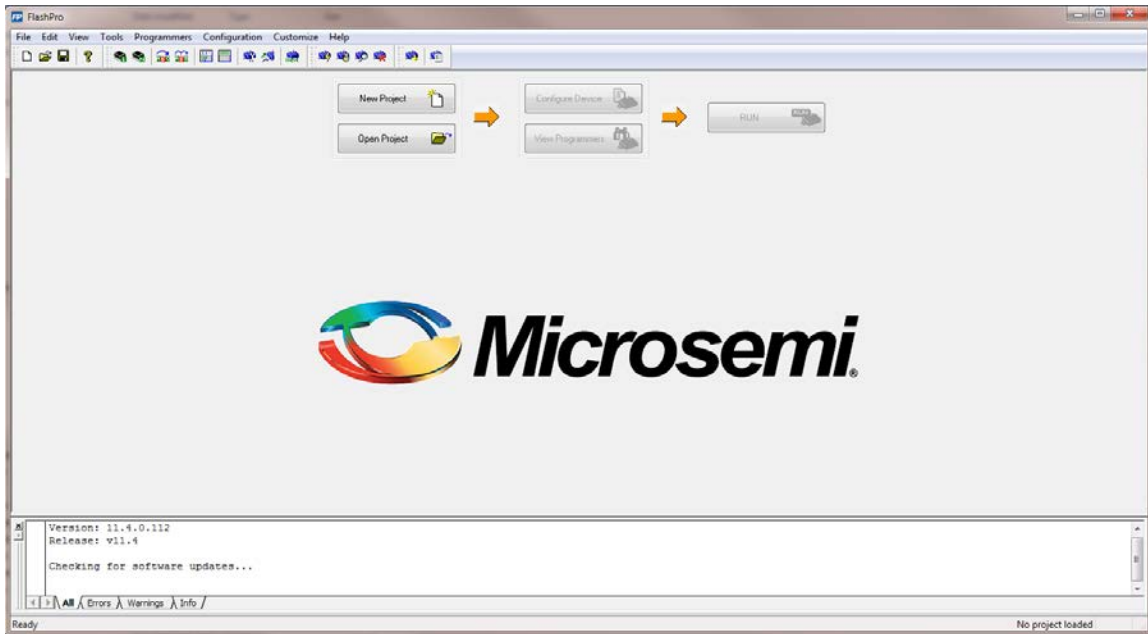 FlashPro
File Edit View Tools Programmers Configuration Customize Help
New Project
Configure Device
RUN
Open Project
View Programmers
Microsemi®
Version: 11.4.0.112
Release: v11.4
Checking for software updates...
All Errors Warnings Info
Ready
No project loaded